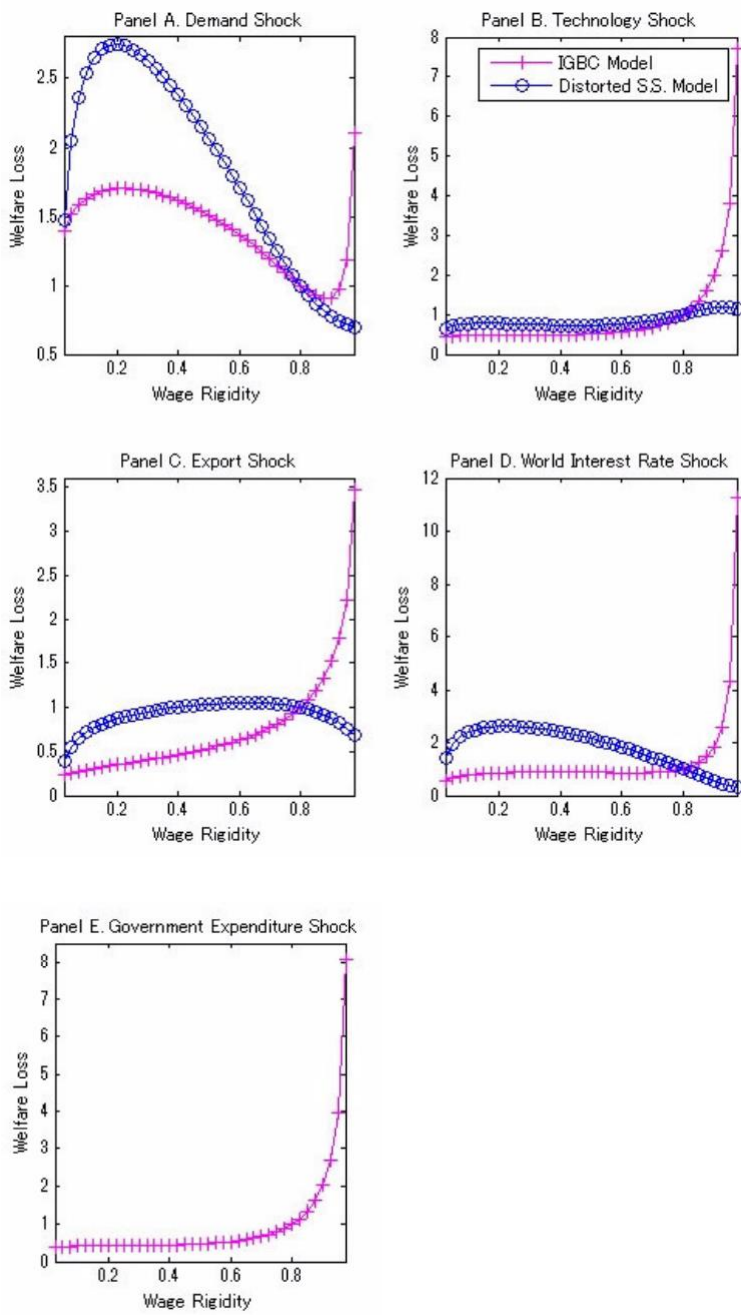 Panel A. Demand Shock
2.5
2
1.5
1
0.5
Welfare Loss
0.2 0.4 0.6 0.8
Wage Rigidity
Panel B. Technology Shock
IGBC Model
Distorted S.S. Model
8
7
6
5
4
3
2
1
0
Welfare Loss
0.2 0.4 0.6 0.8
Wage Rigidity
Panel C. Export Shock
3.5
3
2.5
2
1.5
1
0.5
0
Welfare Loss
0.2 0.4 0.6 0.8
Wage Rigidity
Panel D. World Interest Rate Shock
12
10
8
6
4
2
0
Welfare Loss
0.2 0.4 0.6 0.8
Wage Rigidity
Panel E. Government Expenditure Shock
8
7
6
5
4
3
2
1
0
Welfare Loss
0.2 0.4 0.6 0.8
Wage Rigidity